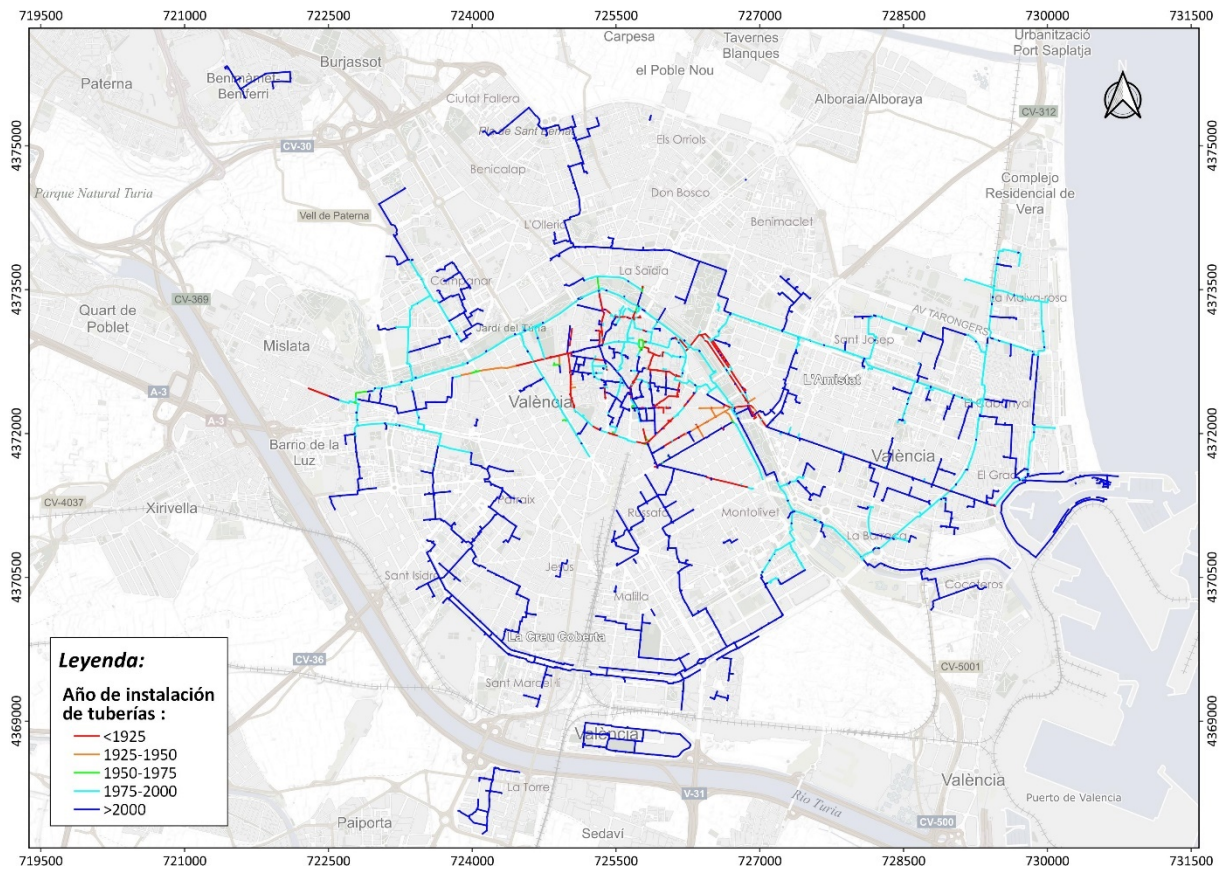 719500 721000 722500 724000 725500 727000 728500 730000 731500
Carpesa
Tavernes
Blanques
Urbanització
Port Saplatja
Burjassot
Paterna
Benimàmet-
Beniferri
el Poble Nou
N
Ciutat Fallera
Alboraia/Alboraya
CV-312
4375000
Pla de Sant Bernat
Els Orriols
4375000
CV-30
Benicalap
Complejo
Residencial de
Vera
Parque Natural Turia
Don Bosco
Vell de Paterna
L'Olleria
Benimaclet
Campanar
La Saïdia
4373500
CV-369
4373500
La Malva-rosa
Quart de
Poblet
AV TARONGERS
Jardí del Túria
Mislata
Sant Josep
L'Amistat
A-3
València
El Cabanyal
A-3
4372000
Barrio de la
Luz
València
4372000
CV-4037
El Grau
Xirivella
Patraix
Russafa
Montolivet
La Barraca
Sant Isidre
Jesús
4370500
Malilla
Cocoteros
4370500
La Creu Coberta
CV-36
CV-5001
Sant Marcel·lí
4369000
València
4369000
La Torre
V-31
València
Río Turia
Puerto de Valencia
Paiporta
Sedaví
CV-500
Leyenda:
Año de instalación
de tuberías :
<1925
1925-1950
1950-1975
1975-2000
>2000
719500 721000 722500 724000 725500 727000 728500 730000 731500